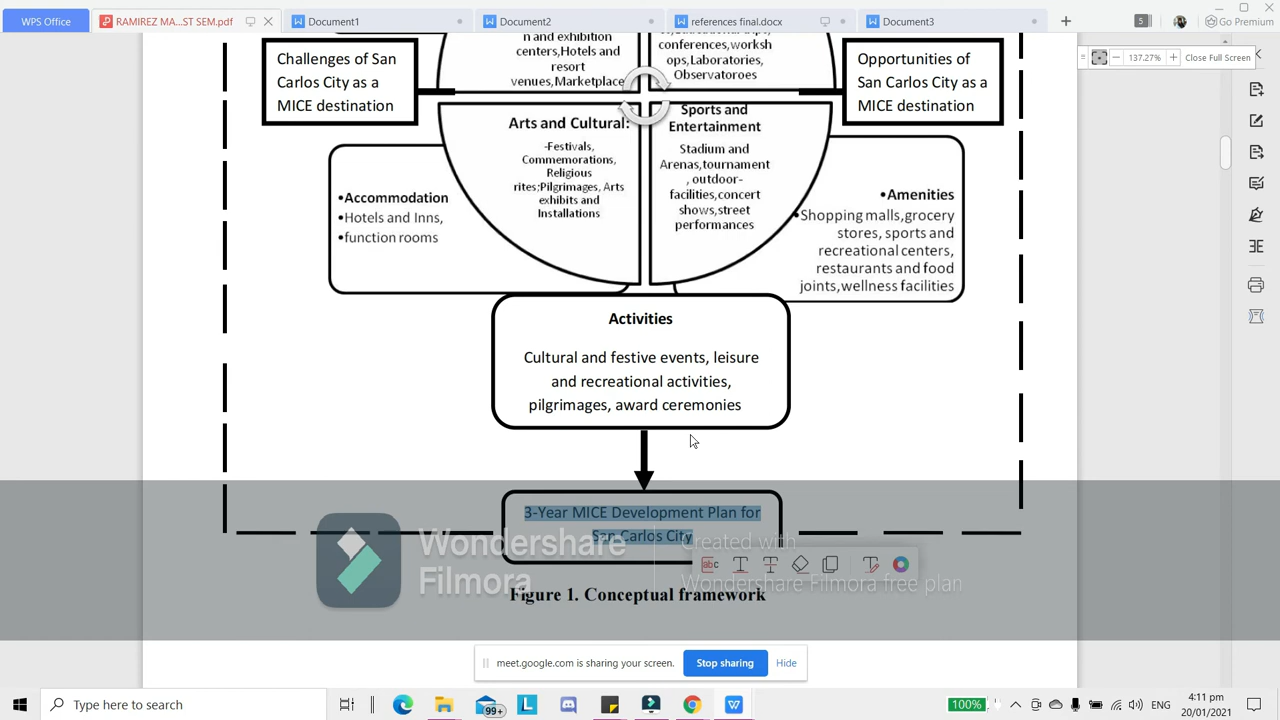 WPS Office
RAMIREZ MA...ST SEM.pdf
Document1
Document2
references final.docx
Document3
5
Go Premium
137.27%
Close Full Screen
Challenges of San
Carlos City as a
MICE destination
n and exhibition
centers,Hotels and
resort
venues,Marketplace
conferences,worksh
ops,Laboratories,
Observatoroes
Opportunities of
San Carlos City as a
MICE destination
Arts and Cultural:
-Festivals,
Commemorations,
Religious
rites;Pilgrimages, Arts
exhibits and
Installations
Sports and
Entertainment
Stadium and
Arenas,tournament
, outdoor-
facilities,concert
shows,street
performances
•Accommodation
•Hotels and Inns,
•function rooms
•Amenities
•Shopping malls,grocery
stores, sports and
recreational centers,
restaurants and food
joints,wellness facilities
Activities
Cultural and festive events, leisure
and recreational activities,
pilgrimages, award ceremonies
3-Year MICE Development Plan for
San Carlos City
Wondershare
Filmora
Created with
Wondershare Filmora free plan
abc
Figure 1. Conceptual framework
meet.google.com is sharing your screen.
Stop sharing
Hide
Type here to search
99+
L
100%
ENG
4:11 pm
20/01/2021